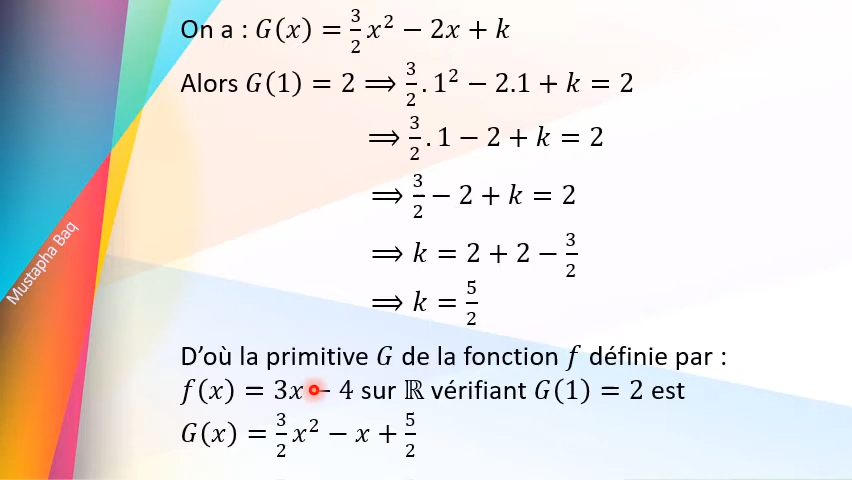 On a : G(x) = 3/2 x² − 2x + k
Alors G(1) = 2 ⟹ 3/2 . 1² − 2.1 + k = 2
⟹ 3/2 . 1 − 2 + k = 2
⟹ 3/2 − 2 + k = 2
⟹ k = 2 + 2 − 3/2
⟹ k = 5/2
D’où la primitive G de la fonction f définie par :
f(x) = 3x − 4 sur ℝ vérifiant G(1) = 2 est
G(x) = 3/2 x² − x + 5/2
Mustapha Baq